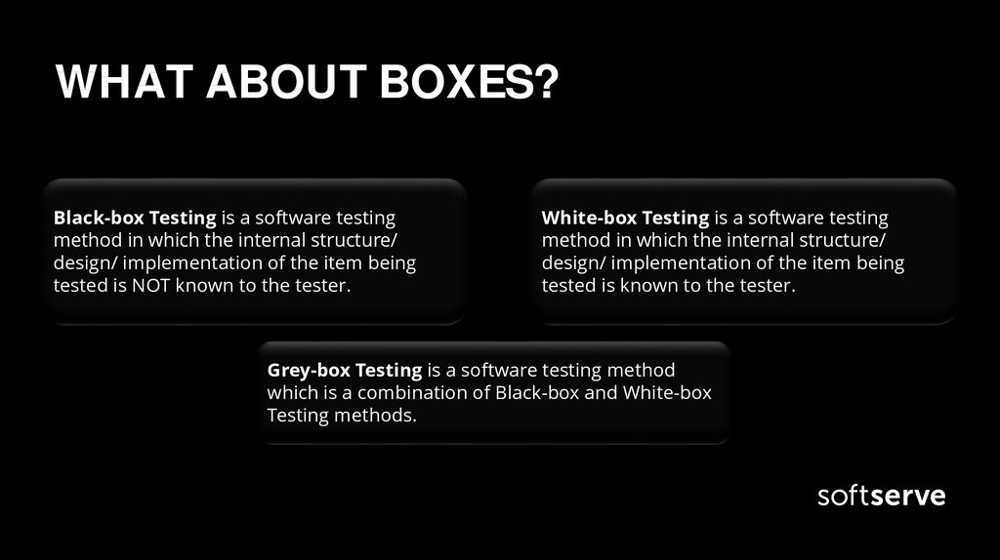 WHAT ABOUT BOXES?
Black-box Testing is a software testing
method in which the internal structure/
design/ implementation of the item being
tested is NOT known to the tester.
White-box Testing is a software testing
method in which the internal structure/
design/ implementation of the item being
tested is known to the tester.
Grey-box Testing is a software testing method
which is a combination of Black-box and White-box
Testing methods.
softserve